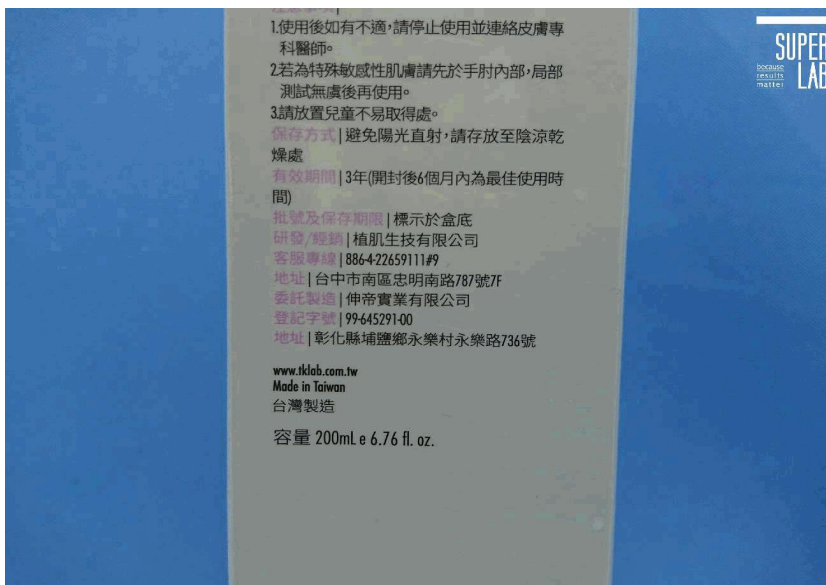 注意事項|
1.使用後如有不適，請停止使用並連絡皮膚專
科醫師。
2.若為特殊敏感性肌膚請先於手肘內部，局部
測試無虞後再使用。
3.請放置兒童不易取得處。
保存方式|避免陽光直射，請存放至陰涼乾
燥處
有效期間|3年(開封後6個月內為最佳使用時
間)
批號及保存期限|標示於盒底
研發/經銷|植肌生技有限公司
客服專線|886-4-22659111#9
地址|台中市南區忠明南路787號7F
委託製造|伸帝實業有限公司
登記字號|99-645291-00
地址|彰化縣埔鹽鄉永樂村永樂路736號
www.tklab.com.tw
Made in Taiwan
台灣製造
容量 200mL e 6.76 fl. oz.
SUPER
LAB
because
results
matter